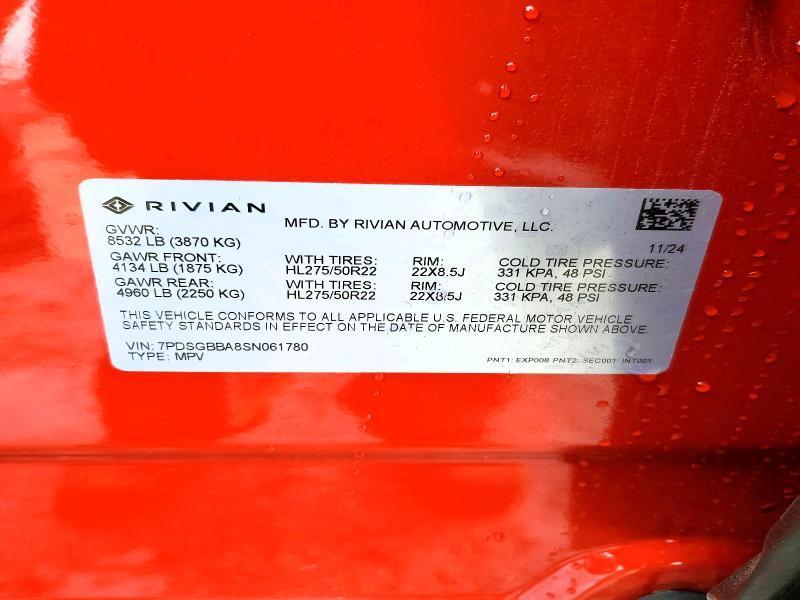 RIVIAN
MFD. BY RIVIAN AUTOMOTIVE, LLC.
11/24
GVWR:
8532 LB (3870 KG)
GAWR FRONT: WITH TIRES: RIM: COLD TIRE PRESSURE:
4134 LB (1875 KG) HL275/50R22 22X8.5J 331 KPA, 48 PSI
GAWR REAR: WITH TIRES: RIM: COLD TIRE PRESSURE:
4960 LB (2250 KG) HL275/50R22 22X8.5J 331 KPA, 48 PSI
THIS VEHICLE CONFORMS TO ALL APPLICABLE U.S. FEDERAL MOTOR VEHICLE
SAFETY STANDARDS IN EFFECT ON THE DATE OF MANUFACTURE SHOWN ABOVE.
VIN: 7PDSGBBA8SN061780
TYPE: MPV
PNT1: EXP008 PNT2: SEC001 INT001